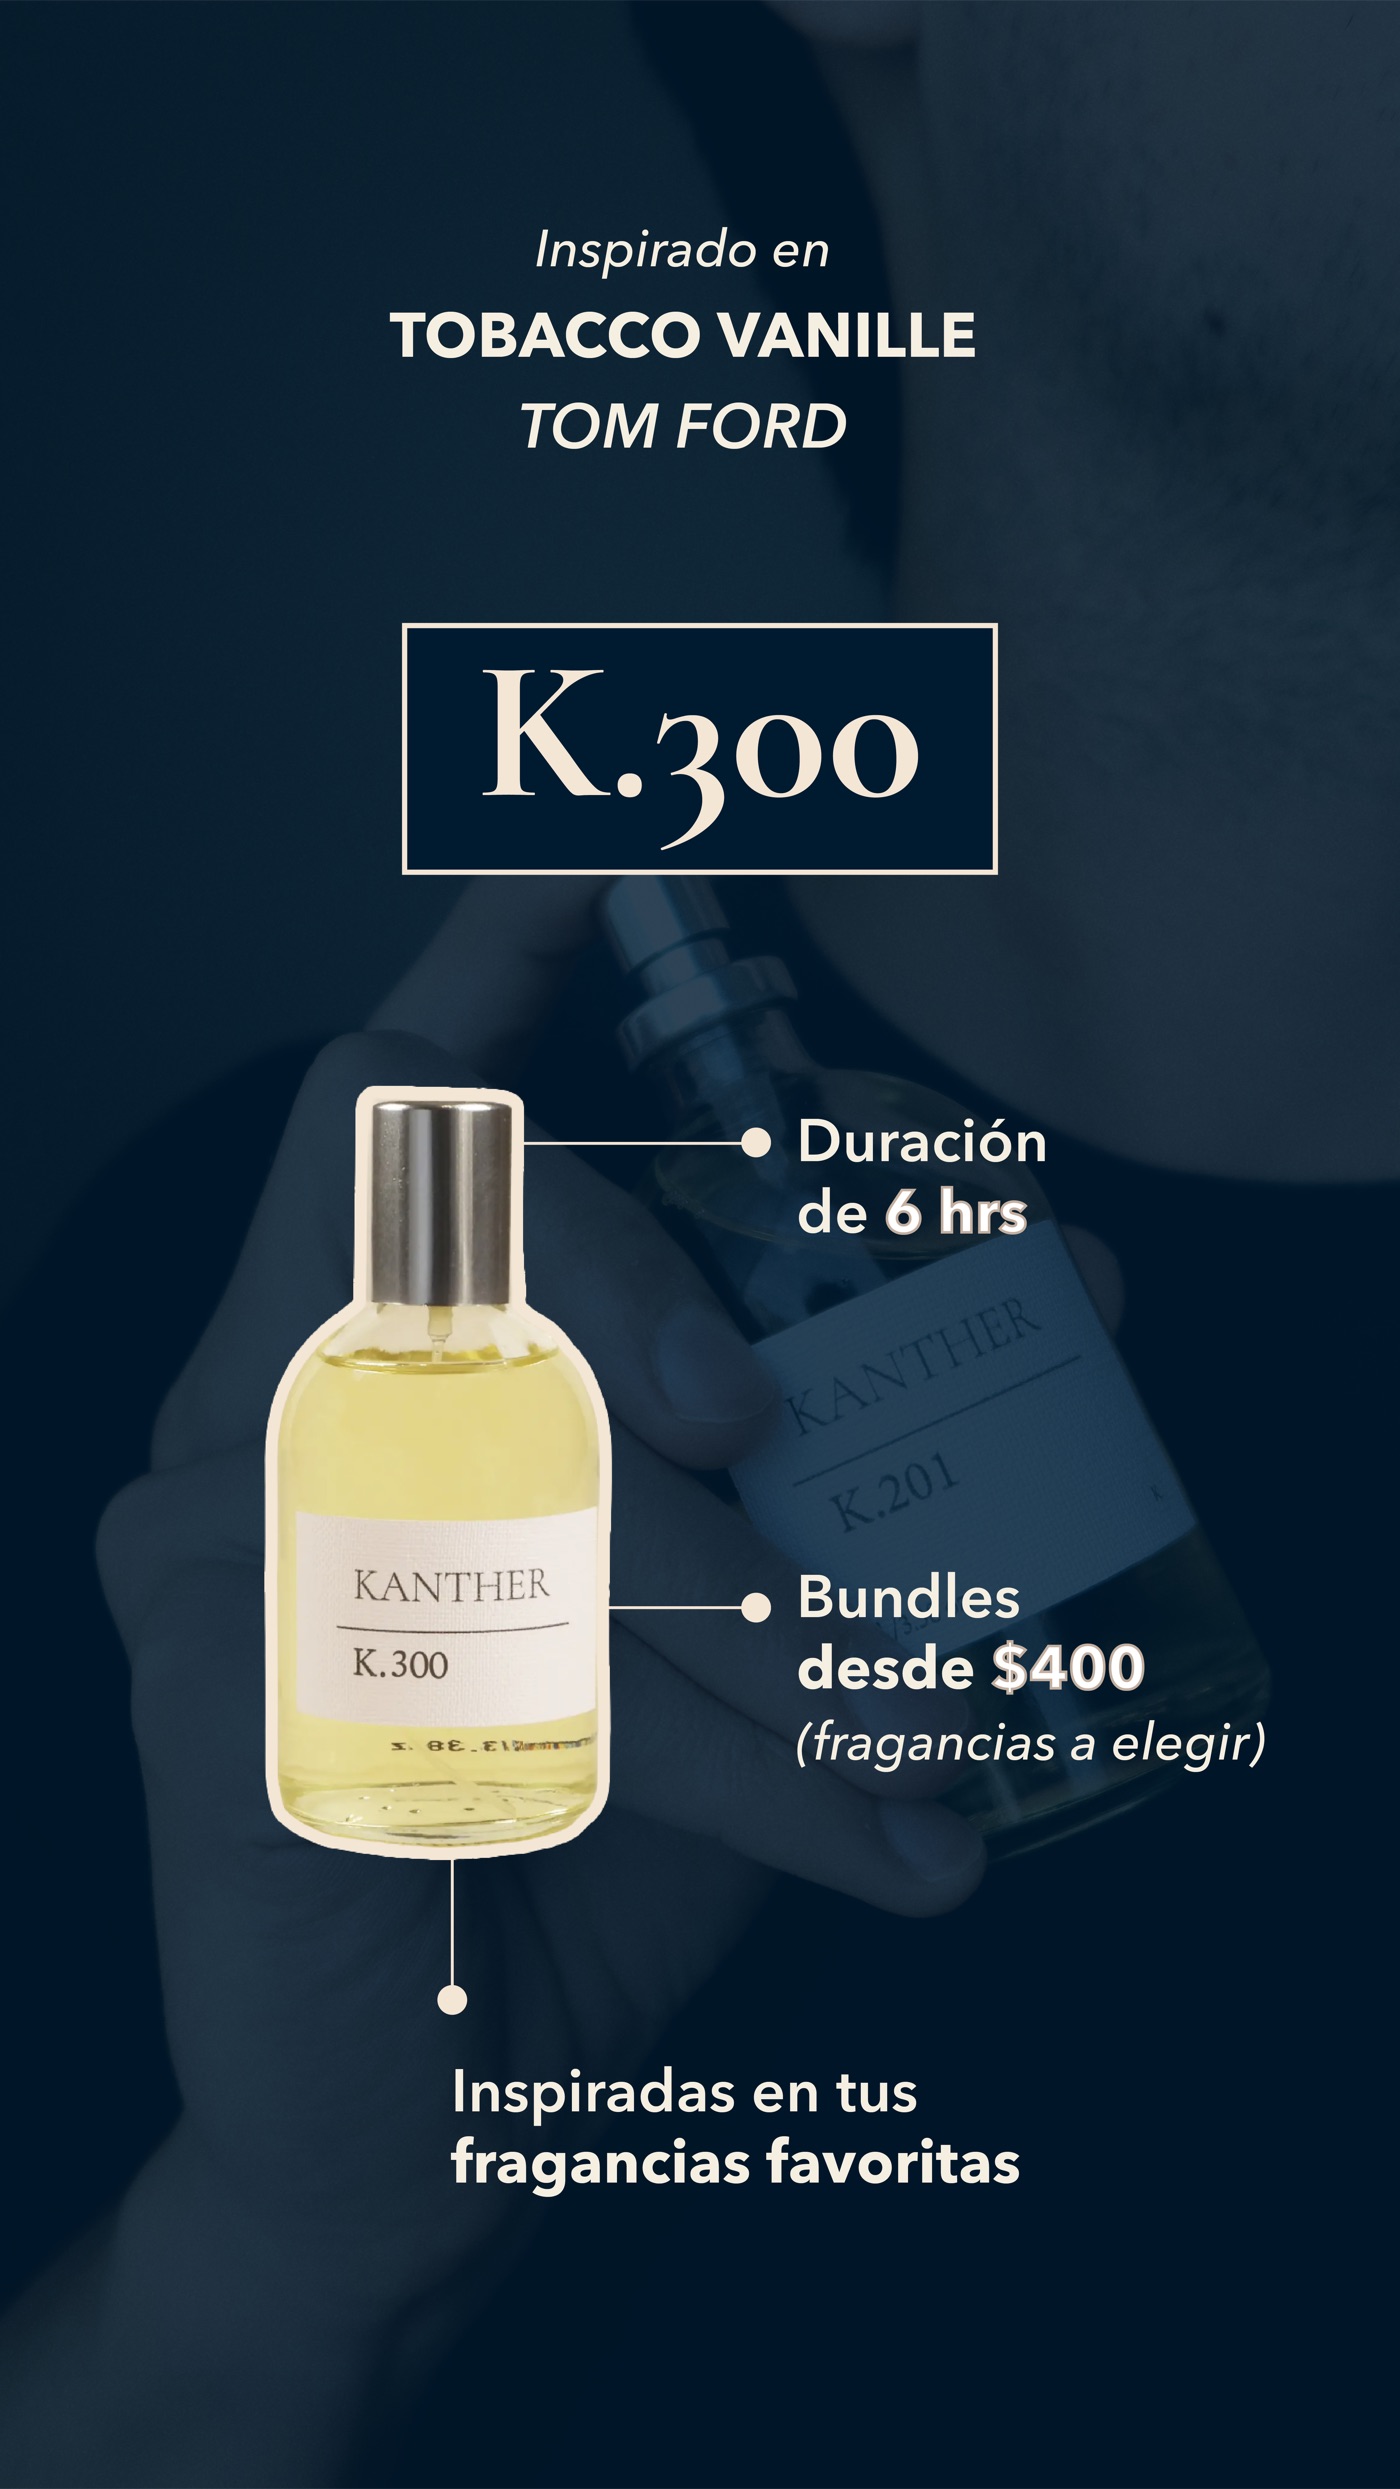 Inspirado en
TOBACCO VANILLE
TOM FORD
K.300
Duración
de 6 hrs
KANTHER
K.201
KANTHER
K.300
Bundles
desde $400
(fragancias a elegir)
Inspiradas en tus
fragancias favoritas